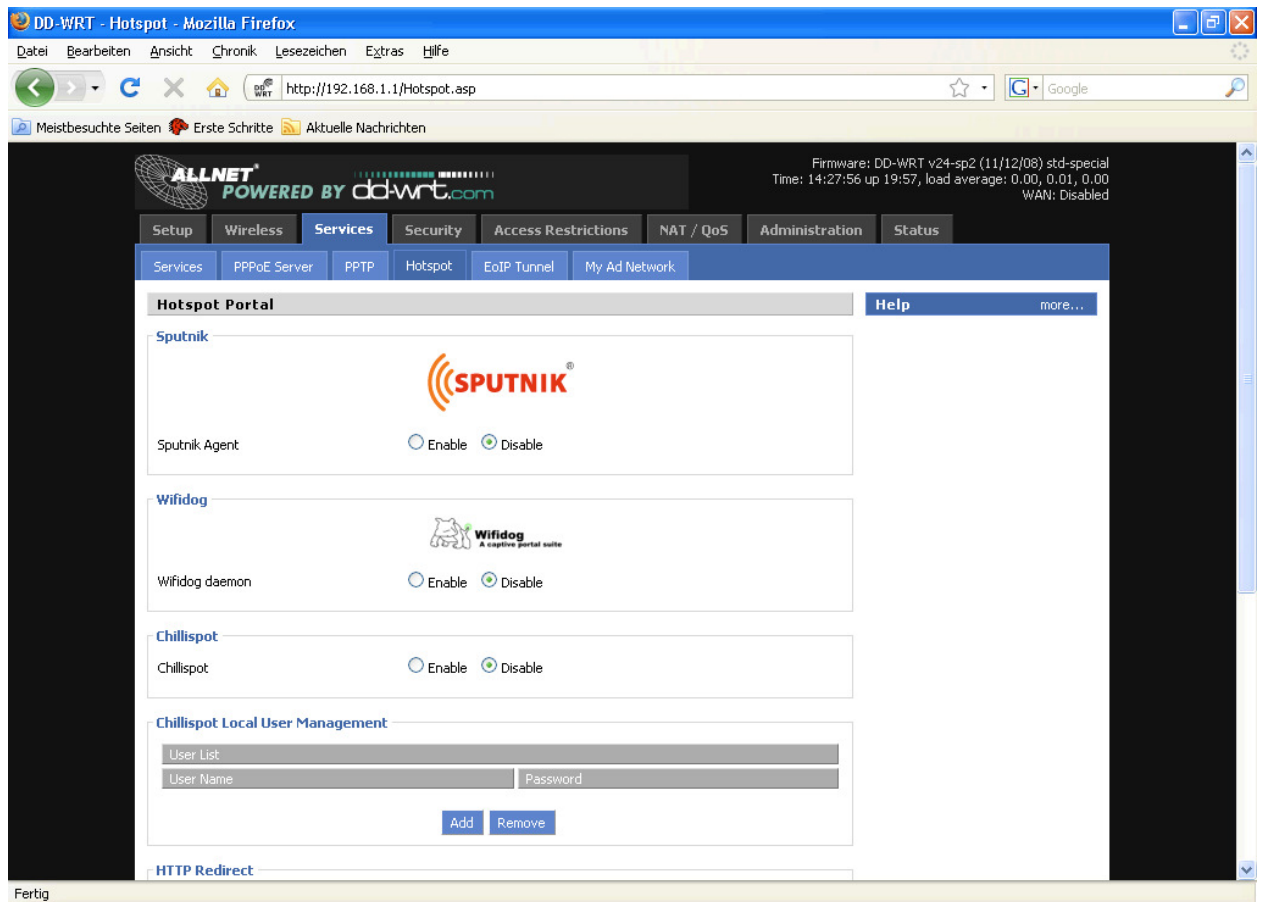 DD-WRT - Hotspot - Mozilla Firefox
Datei Bearbeiten Ansicht Chronik Lesezeichen Extras Hilfe
DD WRT http://192.168.1.1/Hotspot.asp G Google
Meistbesuchte Seiten Erste Schritte Aktuelle Nachrichten
ALLNET
POWERED BY dd-wrt.com
Firmware: DD-WRT v24-sp2 (11/12/08) std-special
Time: 14:27:56 up 19:57, load average: 0.00, 0.01, 0.00
WAN: Disabled
Setup Wireless Services Security Access Restrictions NAT / QoS Administration Status
Services PPPoE Server PPTP Hotspot EoIP Tunnel My Ad Network
Hotspot Portal
Help more...
Sputnik
SPUTNIK®
Sputnik Agent Enable Disable
Wifidog
Wifidog
A captive portal suite
Wifidog daemon Enable Disable
Chillispot
Chillispot Enable Disable
Chillispot Local User Management
User List
User Name Password
Add Remove
HTTP Redirect
Fertig